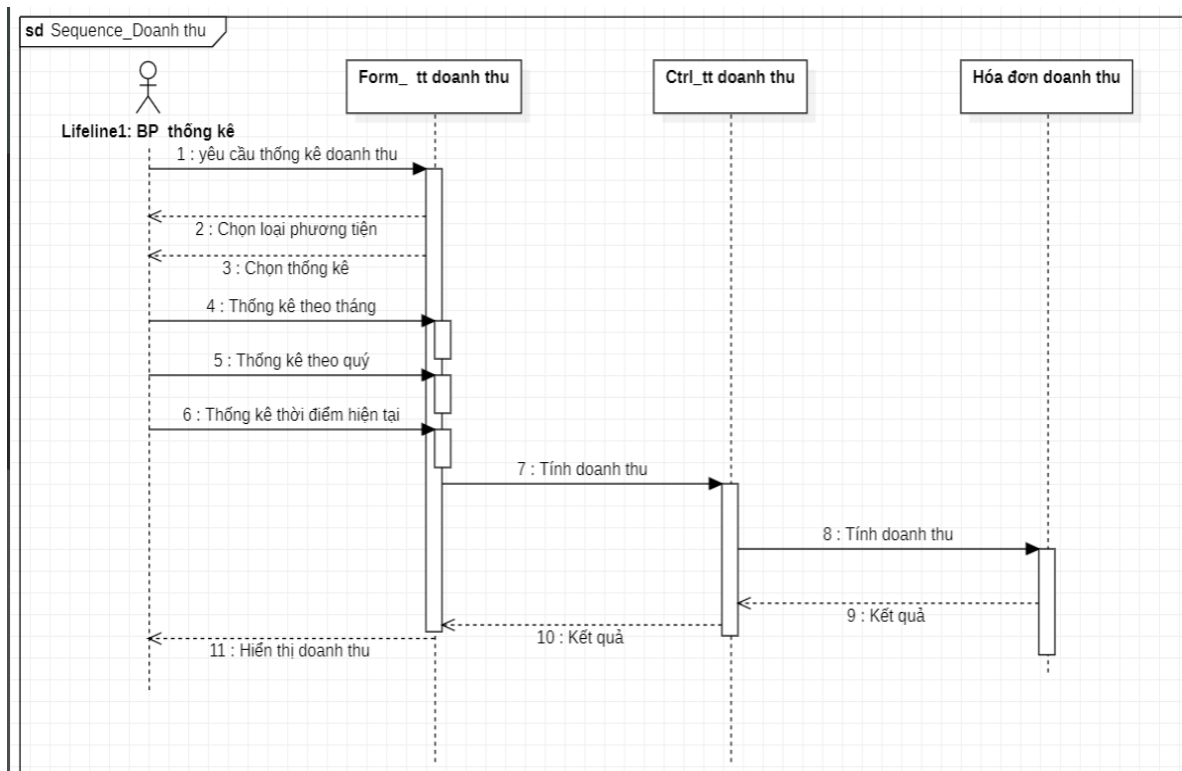 sd Sequence_Doanh thu
Form_ tt doanh thu
Ctrl_tt doanh thu
Hóa đơn doanh thu
Lifeline1: BP thống kê
1 : yêu cầu thống kê doanh thu
2 : Chọn loại phương tiện
3 : Chọn thống kê
4 : Thống kê theo tháng
5 : Thống kê theo quý
6 : Thống kê thời điểm hiện tại
7 : Tính doanh thu
8 : Tính doanh thu
9 : Kết quả
10 : Kết quả
11 : Hiển thị doanh thu